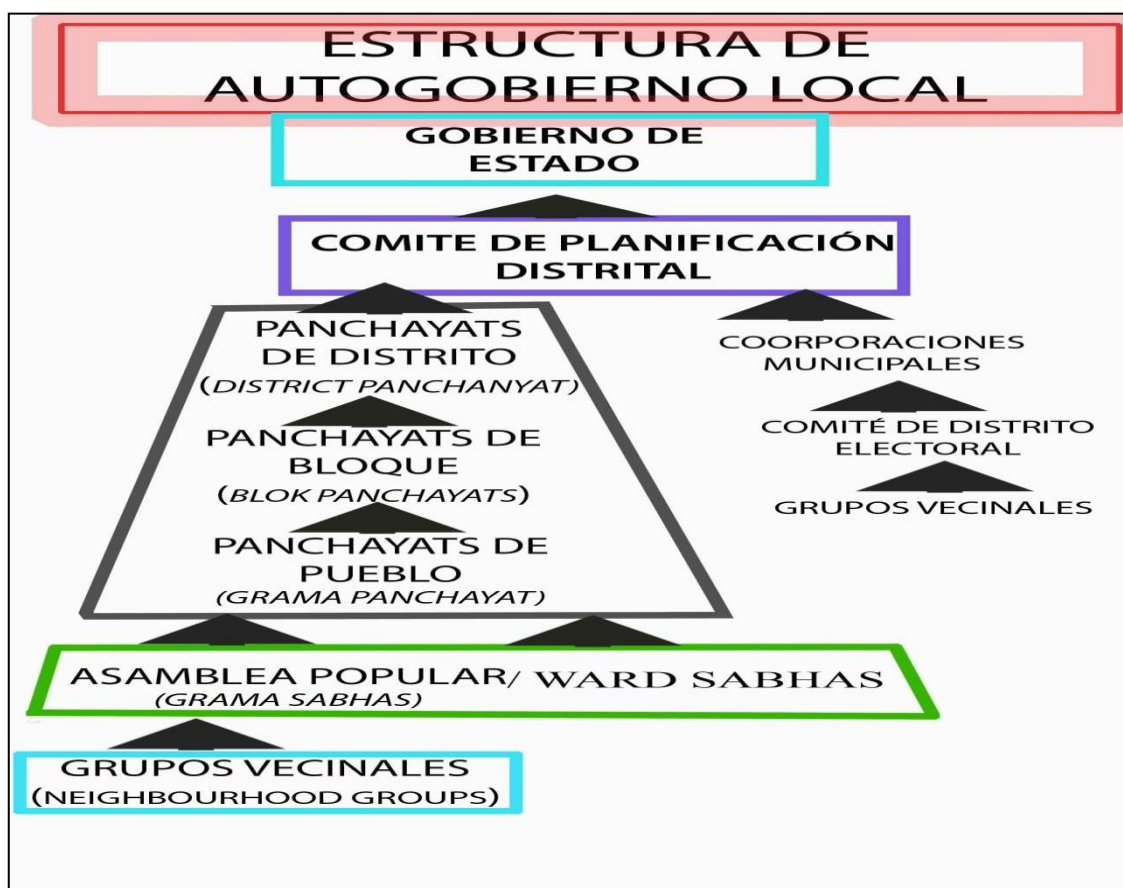 ESTRUCTURA DE
AUTOGOBIERNO LOCAL
GOBIERNO DE
ESTADO
COMITE DE PLANIFICACIÓN
DISTRITAL
PANCHAYATS
DE DISTRITO
(DISTRICT PANCHANYAT)
PANCHAYATS DE
BLOQUE
(BLOK PANCHAYATS)
PANCHAYATS DE
PUEBLO
(GRAMA PANCHAYAT)
COORPORACIONES
MUNICIPALES
COMITÉ DE DISTRITO
ELECTORAL
GRUPOS VECINALES
ASAMBLEA POPULAR/ WARD SABHAS
(GRAMA SABHAS)
GRUPOS VECINALES
(NEIGHBOURHOOD GROUPS)